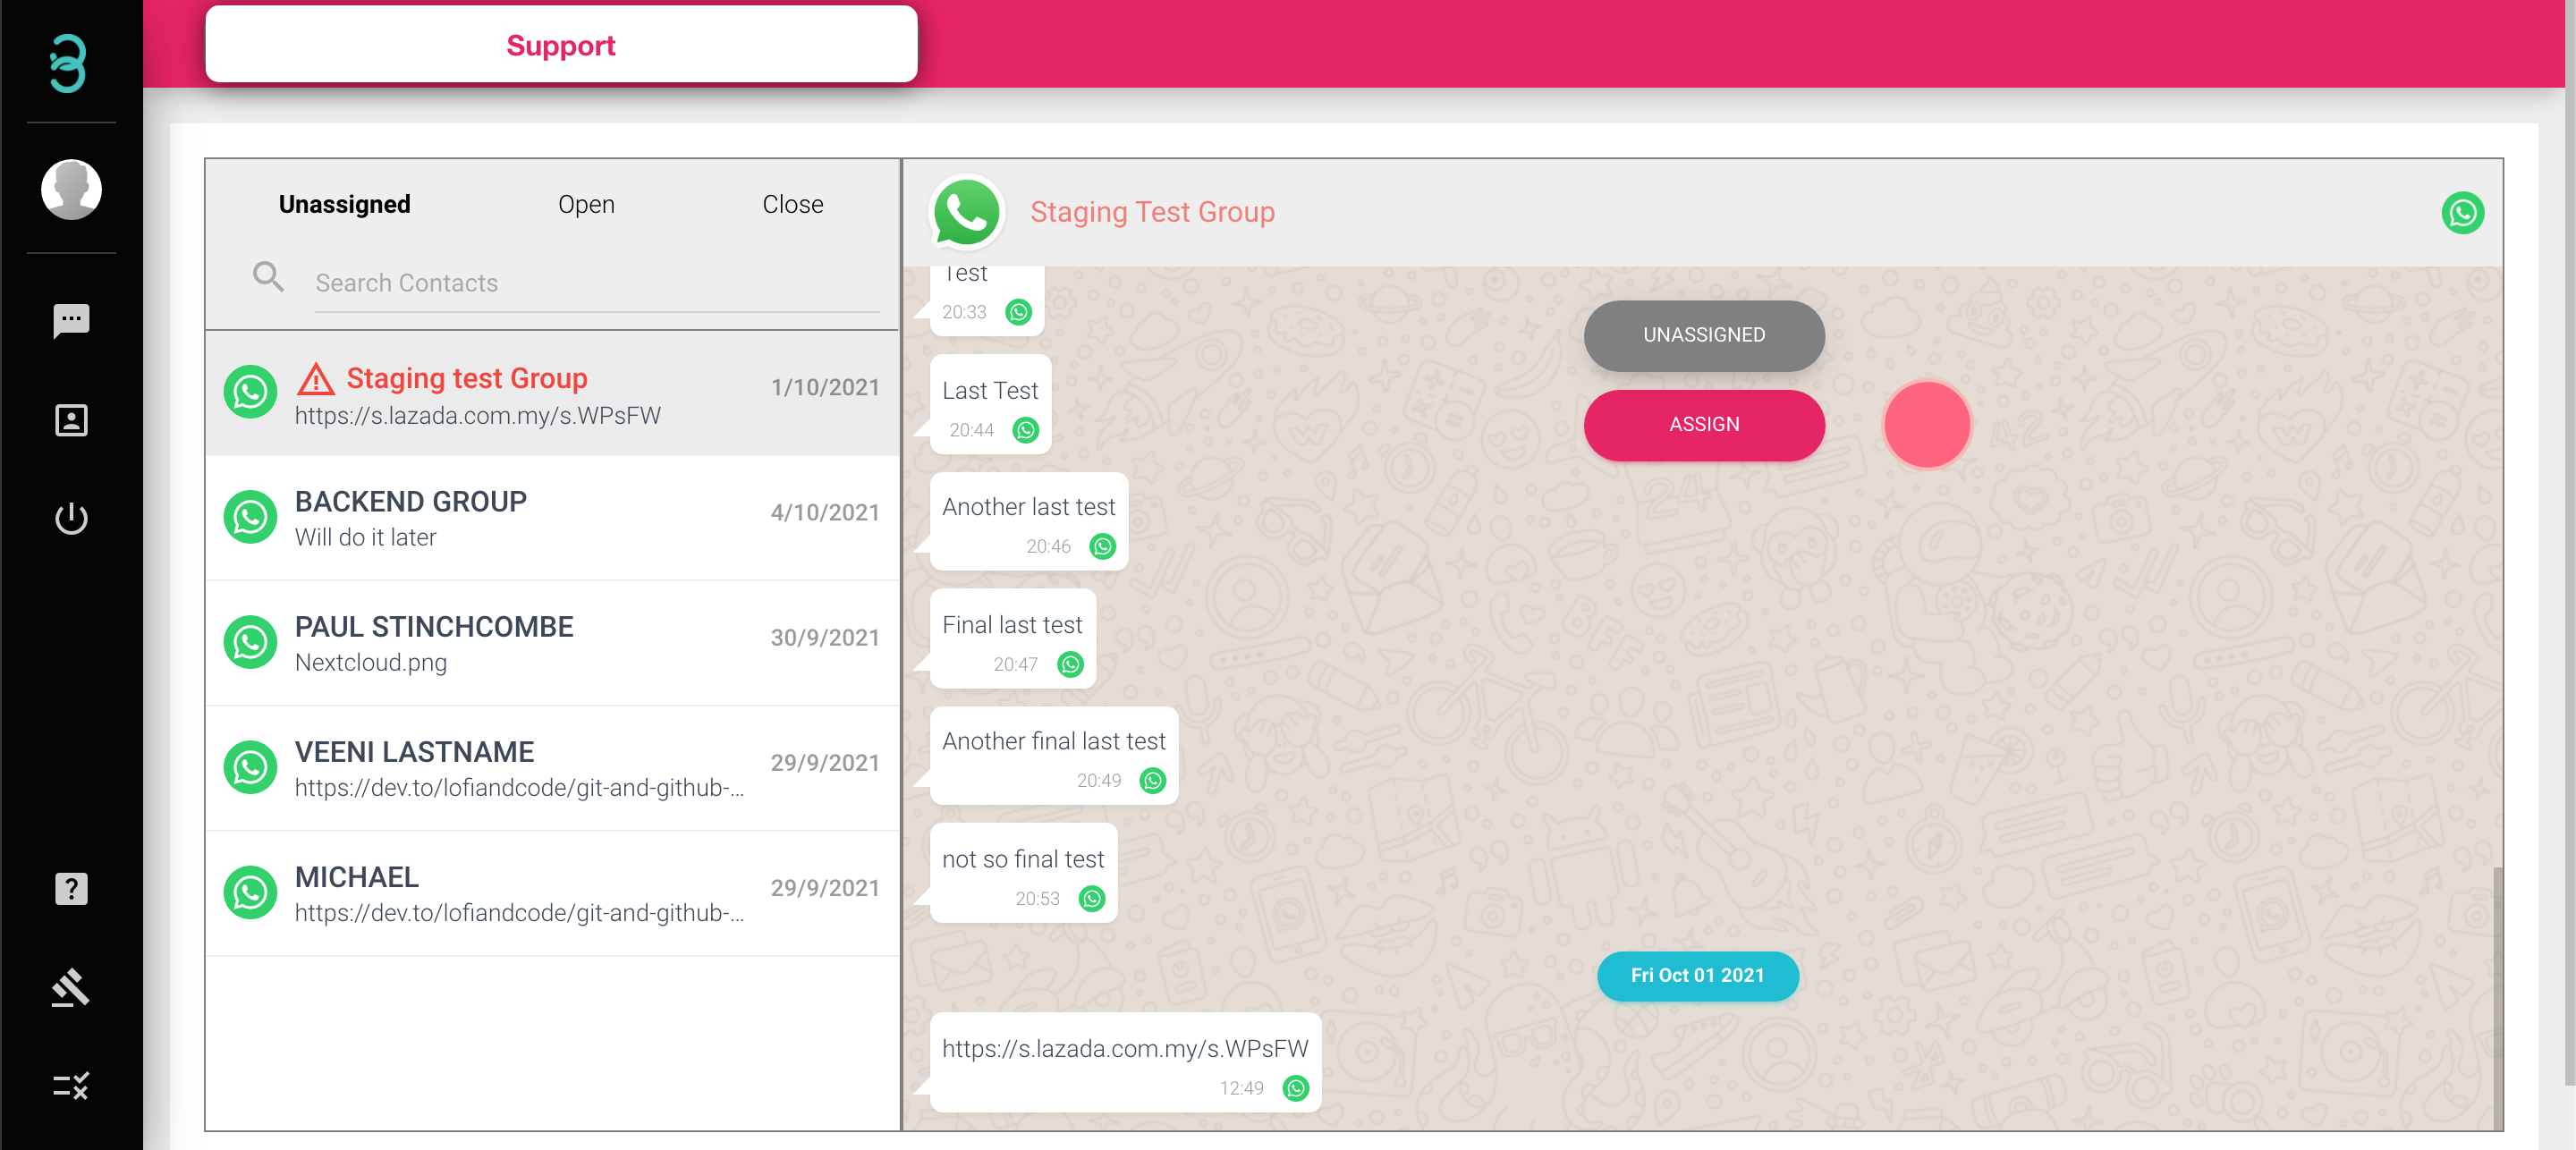 Support
Unassigned
Open
Close
Search Contacts
Staging test Group
1/10/2021
https://s.lazada.com.my/s.WPsFW
BACKEND GROUP
4/10/2021
Will do it later
PAUL STINCHCOMBE
30/9/2021
Nextcloud.png
VEENI LASTNAME
29/9/2021
https://dev.to/lofiandcode/git-and-github-...
MICHAEL
29/9/2021
https://dev.to/lofiandcode/git-and-github-...
Staging Test Group
Test
20:33
UNASSIGNED
ASSIGN
Last Test
20:44
Another last test
20:46
Final last test
20:47
Another final last test
20:49
not so final test
20:53
Fri Oct 01 2021
https://s.lazada.com.my/s.WPsFW
12:49